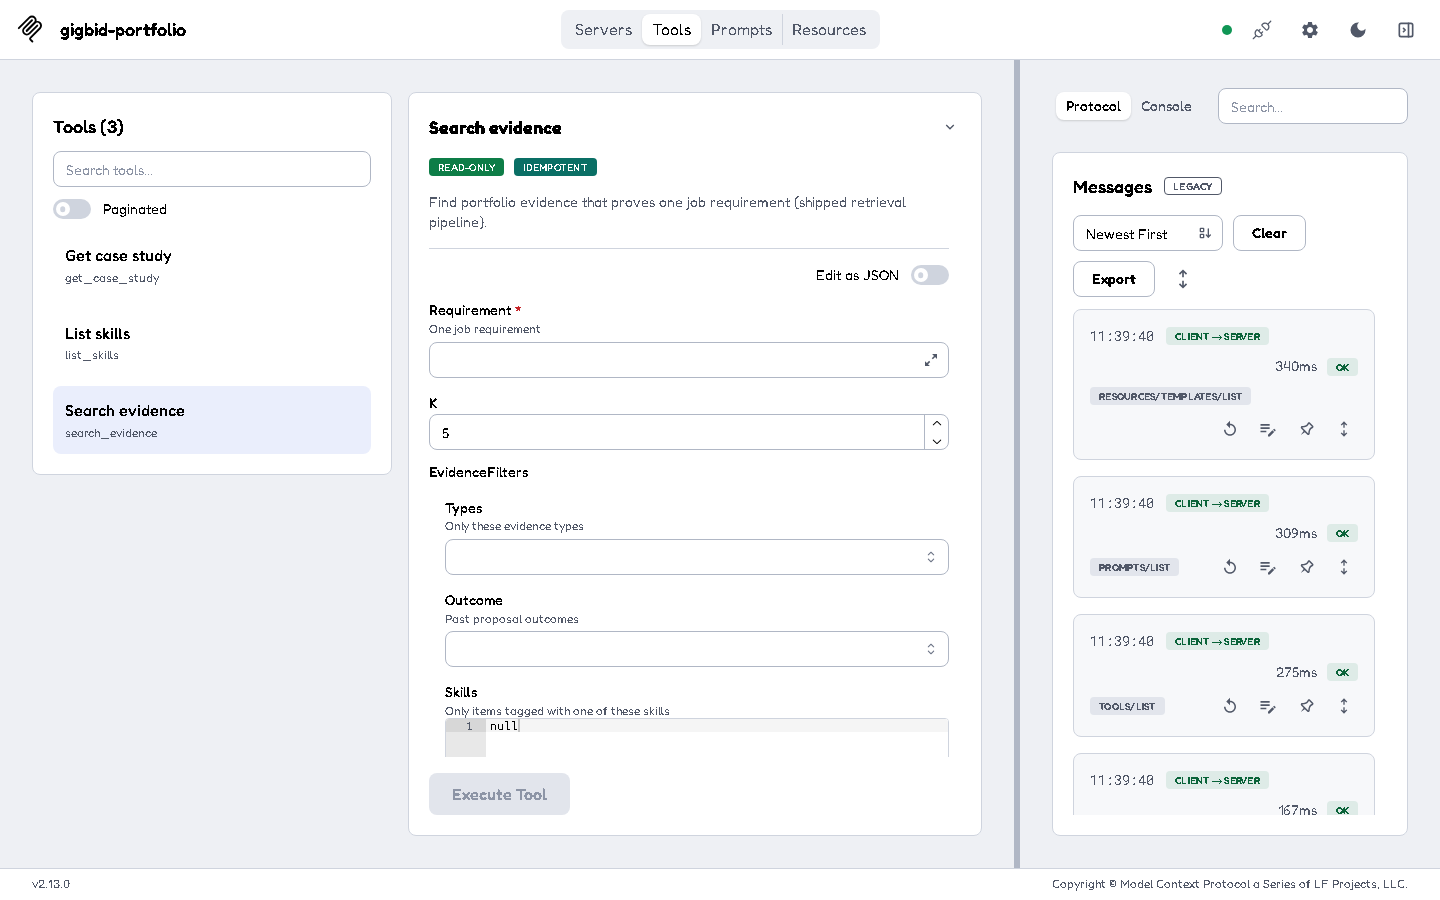 gigbid-portfolio
Servers
Tools
Prompts
Resources
Tools (3)
Search tools...
Paginated
Get case study
get_case_study
List skills
list_skills
Search evidence
search_evidence
Search evidence
READ-ONLY
IDEMPOTENT
Find portfolio evidence that proves one job requirement (shipped retrieval
pipeline).
Edit as JSON
Requirement *
One job requirement
K
5
EvidenceFilters
Types
Only these evidence types
Outcome
Past proposal outcomes
Skills
Only items tagged with one of these skills
1 null
Execute Tool
Protocol
Console
Search...
Messages
LEGACY
Newest First
Clear
Export
11:39:40 CLIENT→SERVER
340ms OK
RESOURCES/TEMPLATES/LIST
11:39:40 CLIENT→SERVER
309ms OK
PROMPTS/LIST
11:39:40 CLIENT→SERVER
275ms OK
TOOLS/LIST
11:39:40 CLIENT→SERVER
167ms OK
v2.13.0
Copyright © Model Context Protocol a Series of LF Projects, LLC.